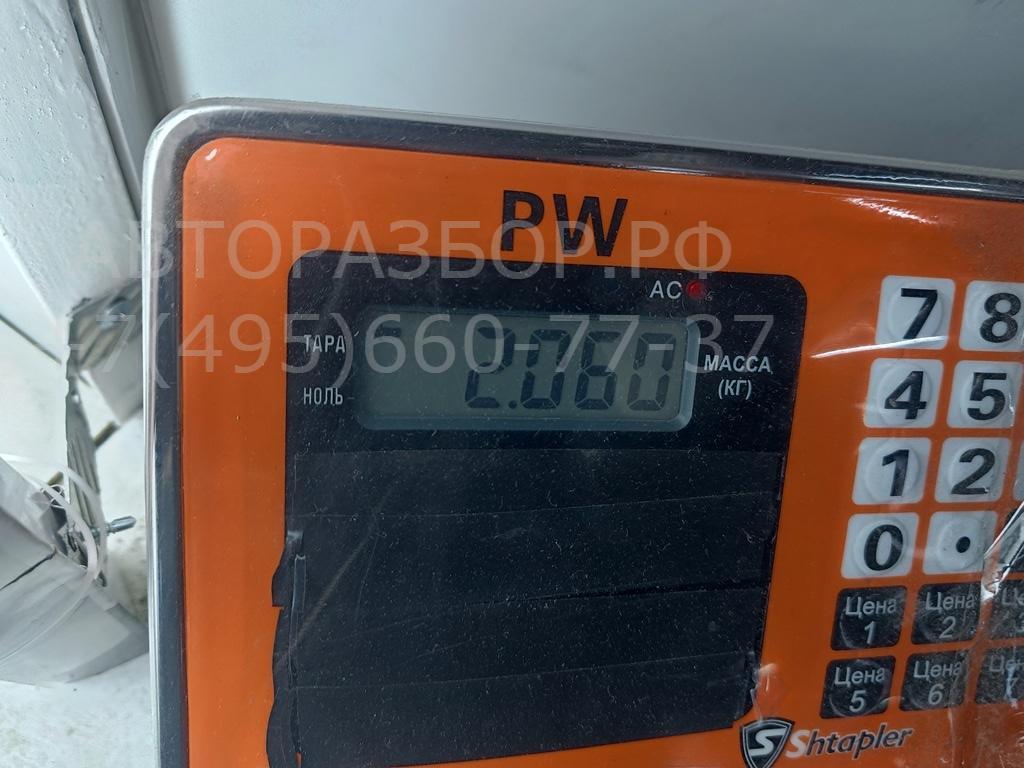 PW
АВТОРАЗБОР.РФ
AC
+7(495)660-77-37
ТАРА
НОЛЬ
2.060
МАССА
(КГ)
7 8
4 5
1 2
0 .
Цена 1
Цена 2
Цена 5
Цена 6
Shtapler